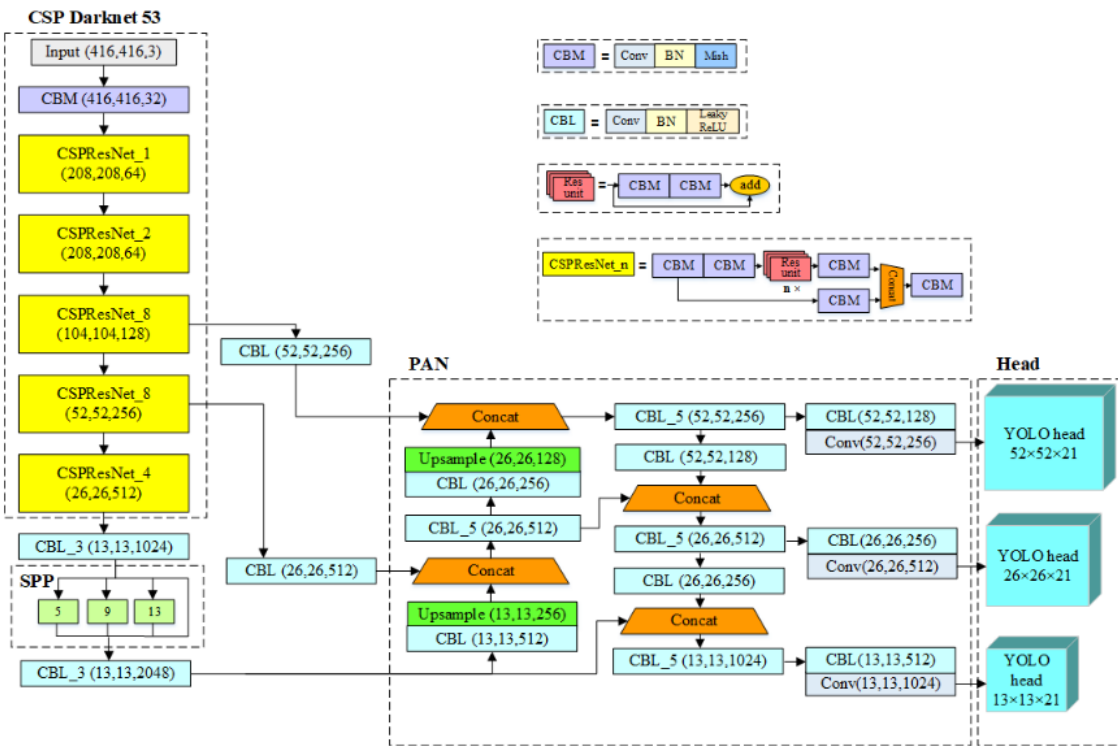 CSP Darknet 53
Input (416,416,3)
CBM (416,416,32)
CSPResNet_1
(208,208,64)
CSPResNet_2
(208,208,64)
CSPResNet_8
(104,104,128)
CSPResNet_8
(52,52,256)
CSPResNet_4
(26,26,512)
CBL_3 (13,13,1024)
SPP
5 9 13
CBL_3 (13,13,2048)
CBL (52,52,256)
CBL (26,26,512)
CBM = Conv BN Mish
CBL = Conv BN Leaky
ReLU
Res
unit = CBM CBM add
CSPResNet_n = CBM CBM Res
unit
n × CBM
CBM
Concat
CBM
PAN
Concat
Upsample (26,26,128)
CBL (26,26,256)
CBL_5 (26,26,512)
Concat
Upsample (13,13,256)
CBL (13,13,512)
CBL_5 (52,52,256)
CBL (52,52,128)
Concat
CBL_5 (26,26,512)
CBL (26,26,256)
Concat
CBL_5 (13,13,1024)
CBL(52,52,128)
Conv(52,52,256)
CBL(26,26,256)
Conv(26,26,512)
CBL(13,13,512)
Conv(13,13,1024)
Head
YOLO head
52×52×21
YOLO head
26×26×21
YOLO
head
13×13×21